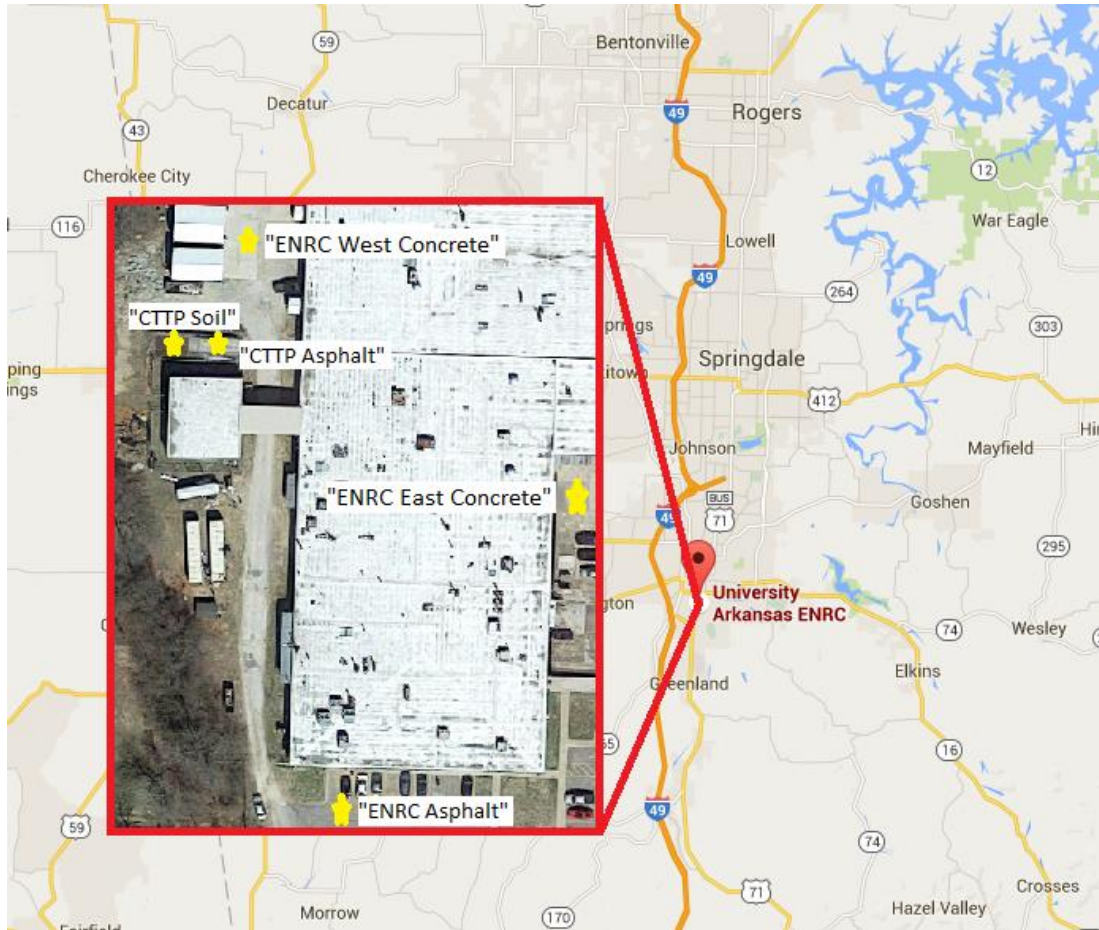 59
Bentonville
Decatur
Rogers
49
43
Cherokee City
12
War Eagle
116
"ENRC West Concrete"
Lowell
49
264
"CTTP Soil"
303
"CTTP Asphalt"
Springdale
412
Johnson
Mayfield
"ENRC East Concrete"
Goshen
BUS
71
49
295
University
Arkansas ENRC
74
Wesley
Elkins
Greenland
16
"ENRC Asphalt"
49
59
74
71
Crosses
Morrow
170
Hazel Valley